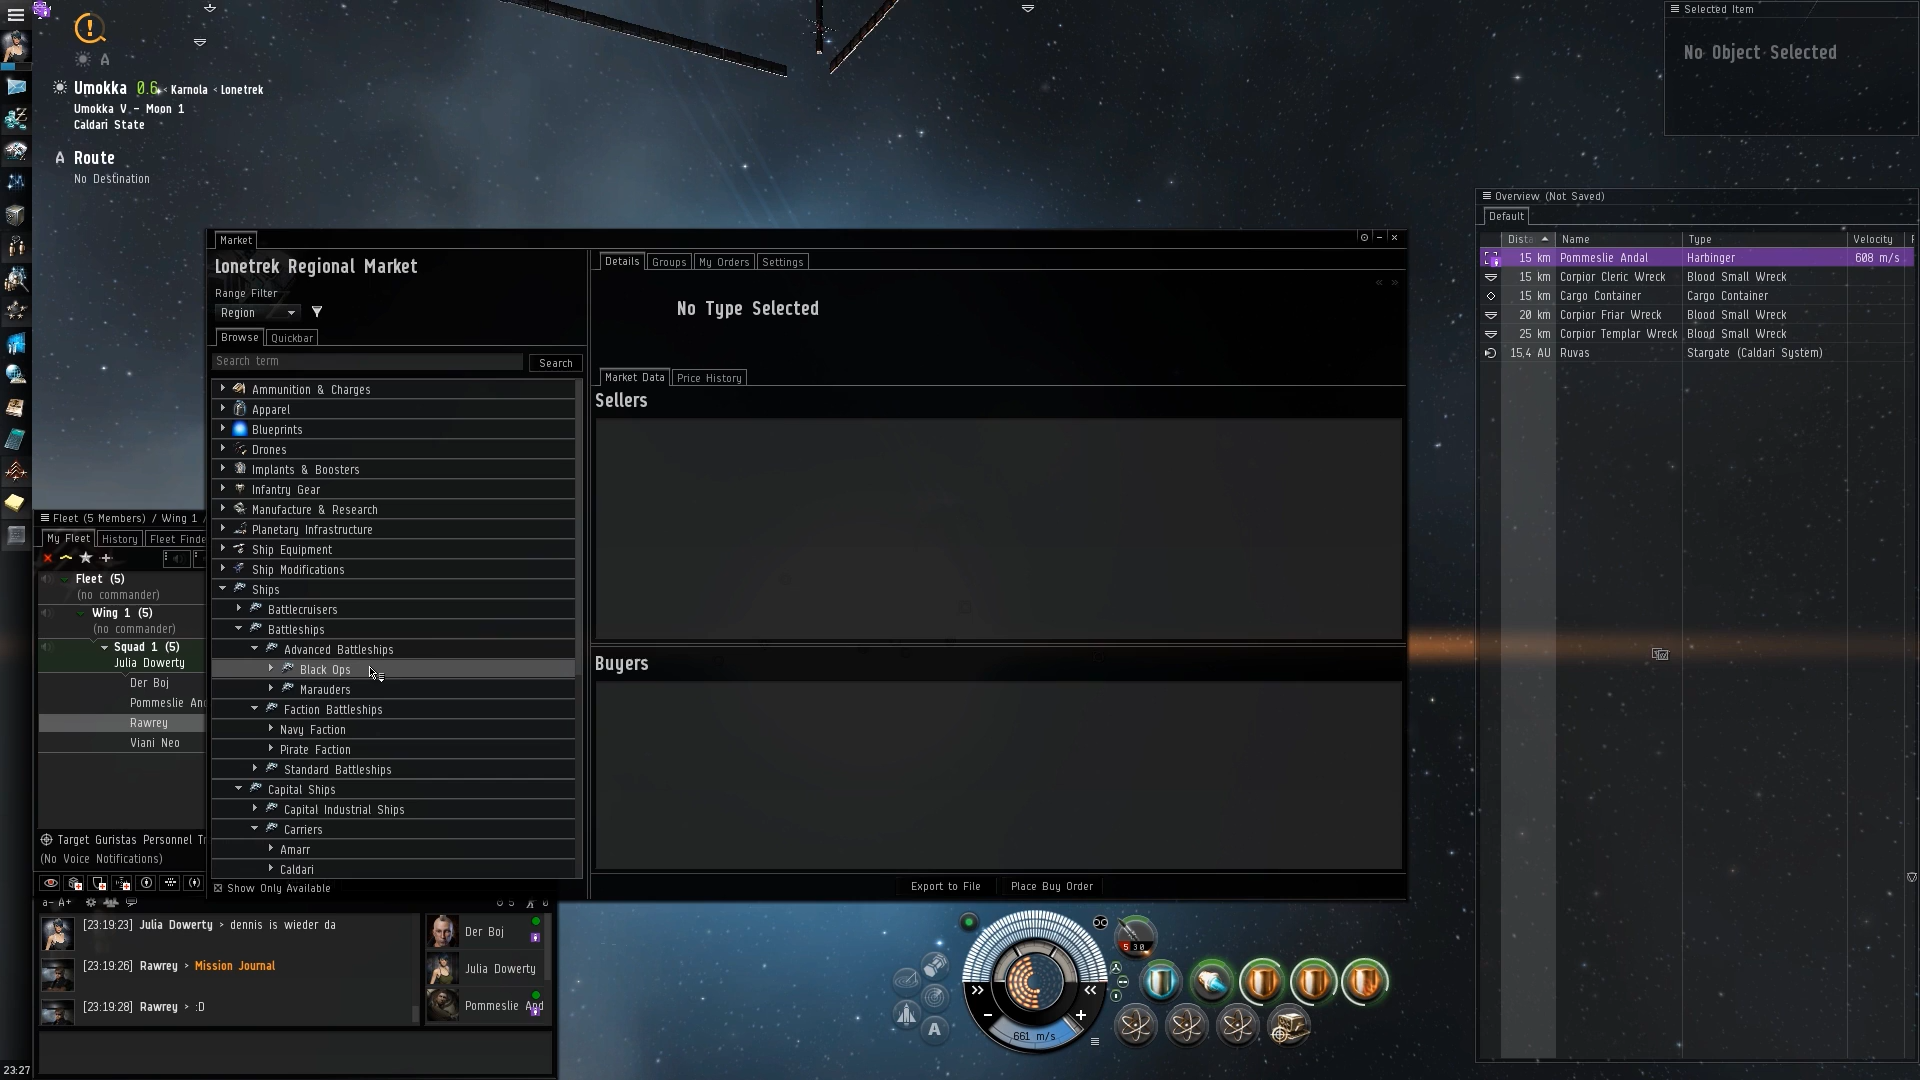 Umokka 0.6 < Karnola < Lonetrek
Umokka V - Moon 1
Caldari State
Route
No Destination
Selected Item
No Object Selected
Overview (Not Saved)
Default
Dista Name Type Velocity
15 km Pommeslie Andal Harbinger 608 m/s
15 km Corpior Cleric Wreck Blood Small Wreck
15 km Cargo Container Cargo Container
20 km Corpior Friar Wreck Blood Small Wreck
25 km Corpior Templar Wreck Blood Small Wreck
15,4 AU Ruvas Stargate (Caldari System)
Market
Lonetrek Regional Market
Range Filter
Region
Browse Quickbar
Search term Search
Ammunition & Charges
Apparel
Blueprints
Drones
Implants & Boosters
Infantry Gear
Manufacture & Research
Planetary Infrastructure
Ship Equipment
Ship Modifications
Ships
Battlecruisers
Battleships
Advanced Battleships
Black Ops
Marauders
Faction Battleships
Navy Faction
Pirate Faction
Standard Battleships
Capital Ships
Capital Industrial Ships
Carriers
Amarr
Caldari
Show Only Available
Details Groups My Orders Settings
No Type Selected
Market Data Price History
Sellers
Buyers
Export to File Place Buy Order
Fleet (5 Members) / Wing 1 /
My Fleet History Fleet Finde
Fleet (5)
(no commander)
Wing 1 (5)
(no commander)
Squad 1 (5)
Julia Dowerty
Der Boj
Pommeslie And
Rawrey
Viani Neo
Target Guristas Personnel Tr
(No Voice Notifications)
a- A+
[23:19:23] Julia Dowerty > dennis is wieder da
[23:19:26] Rawrey > Mission Journal
[23:19:28] Rawrey > :D
Der Boj
Julia Dowerty
Pommeslie And
661 m/s
5 30
A
23:27